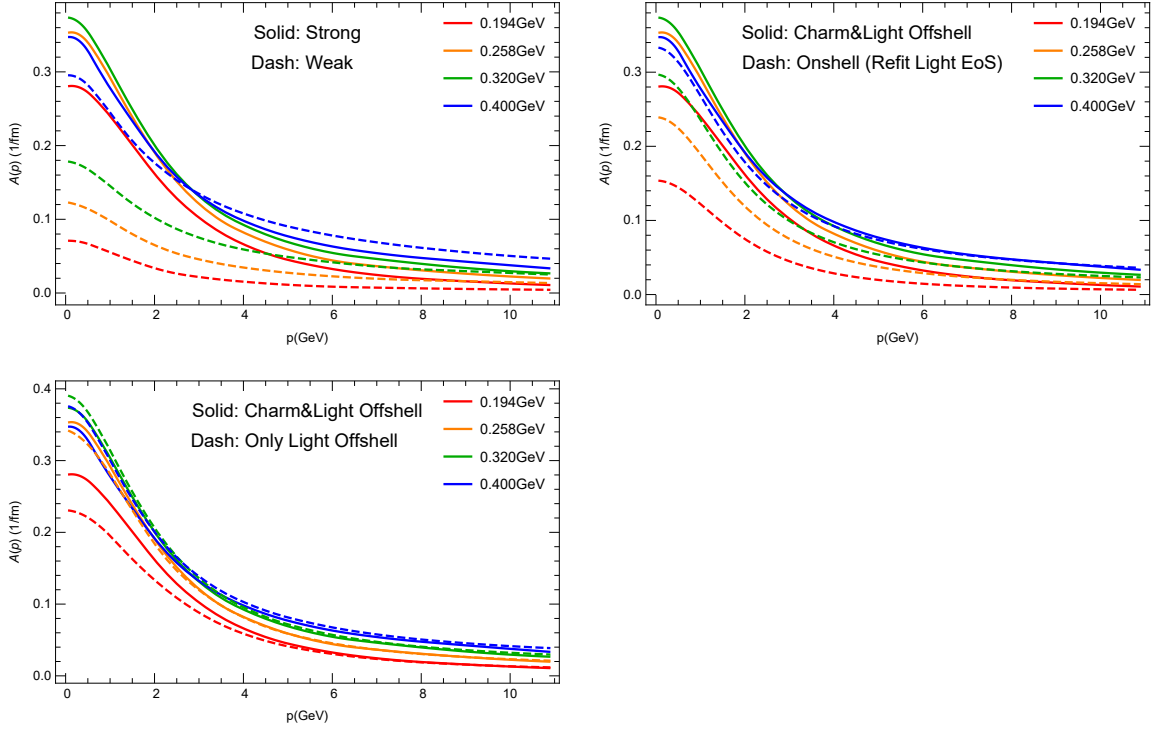 Solid: Strong
Dash: Weak
0.194GeV
0.258GeV
0.320GeV
0.400GeV
A(p) (1/fm)
0.3
0.2
0.1
0.0
0 2 4 6 8 10
p(GeV)
Solid: Charm&Light Offshell
Dash: Onshell (Refit Light EoS)
0.194GeV
0.258GeV
0.320GeV
0.400GeV
A(p) (1/fm)
0.3
0.2
0.1
0.0
0 2 4 6 8 10
p(GeV)
Solid: Charm&Light Offshell
Dash: Only Light Offshell
0.194GeV
0.258GeV
0.320GeV
0.400GeV
A(p) (1/fm)
0.4
0.3
0.2
0.1
0.0
0 2 4 6 8 10
p(GeV)